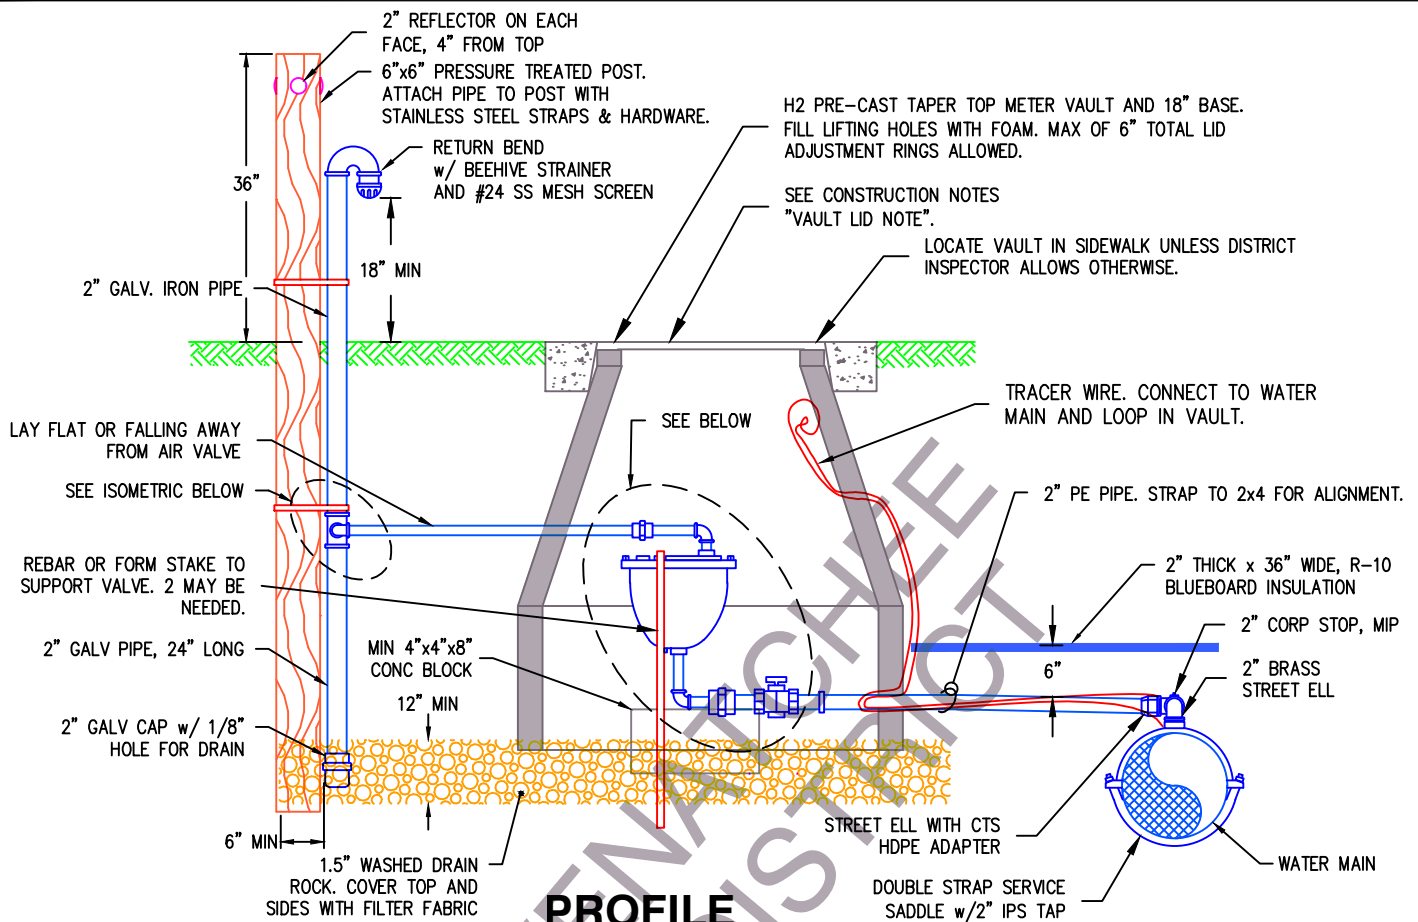 2" REFLECTOR ON EACH
FACE, 4" FROM TOP
6"x6" PRESSURE TREATED POST.
ATTACH PIPE TO POST WITH
STAINLESS STEEL STRAPS & HARDWARE.
RETURN BEND
w/ BEEHIVE STRAINER
AND #24 SS MESH SCREEN
36"
18" MIN
2" GALV. IRON PIPE
H2 PRE-CAST TAPER TOP METER VAULT AND 18" BASE.
FILL LIFTING HOLES WITH FOAM. MAX OF 6" TOTAL LID
ADJUSTMENT RINGS ALLOWED.
SEE CONSTRUCTION NOTES
"VAULT LID NOTE".
LOCATE VAULT IN SIDEWALK UNLESS DISTRICT
INSPECTOR ALLOWS OTHERWISE.
LAY FLAT OR FALLING AWAY
FROM AIR VALVE
SEE BELOW
TRACER WIRE. CONNECT TO WATER
MAIN AND LOOP IN VAULT.
SEE ISOMETRIC BELOW
2" PE PIPE. STRAP TO 2x4 FOR ALIGNMENT.
REBAR OR FORM STAKE TO
SUPPORT VALVE. 2 MAY BE
NEEDED.
2" THICK x 36" WIDE, R-10
BLUEBOARD INSULATION
2" GALV PIPE, 24" LONG
MIN 4"x4"x8"
CONC BLOCK
6"
2" CORP STOP, MIP
2" BRASS
STREET ELL
12" MIN
2" GALV CAP w/ 1/8"
HOLE FOR DRAIN
6" MIN
1.5" WASHED DRAIN
ROCK. COVER TOP AND
SIDES WITH FILTER FABRIC
STREET ELL WITH CTS
HDPE ADAPTER
WATER MAIN
DOUBLE STRAP SERVICE
SADDLE w/2" IPS TAP
PROFILE
ENATCHEE
DISTRICT